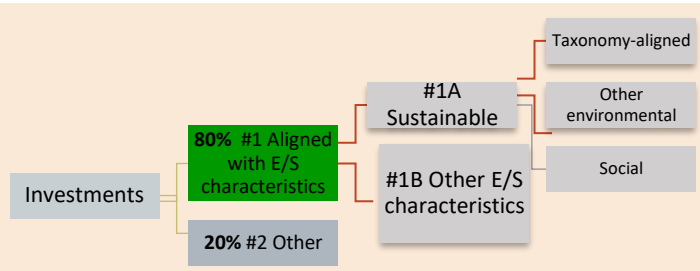 Investments
80% #1 Aligned
with E/S
characteristics
20% #2 Other
#1A
Sustainable
#1B Other E/S
characteristics
Taxonomy-aligned
Other
environmental
Social